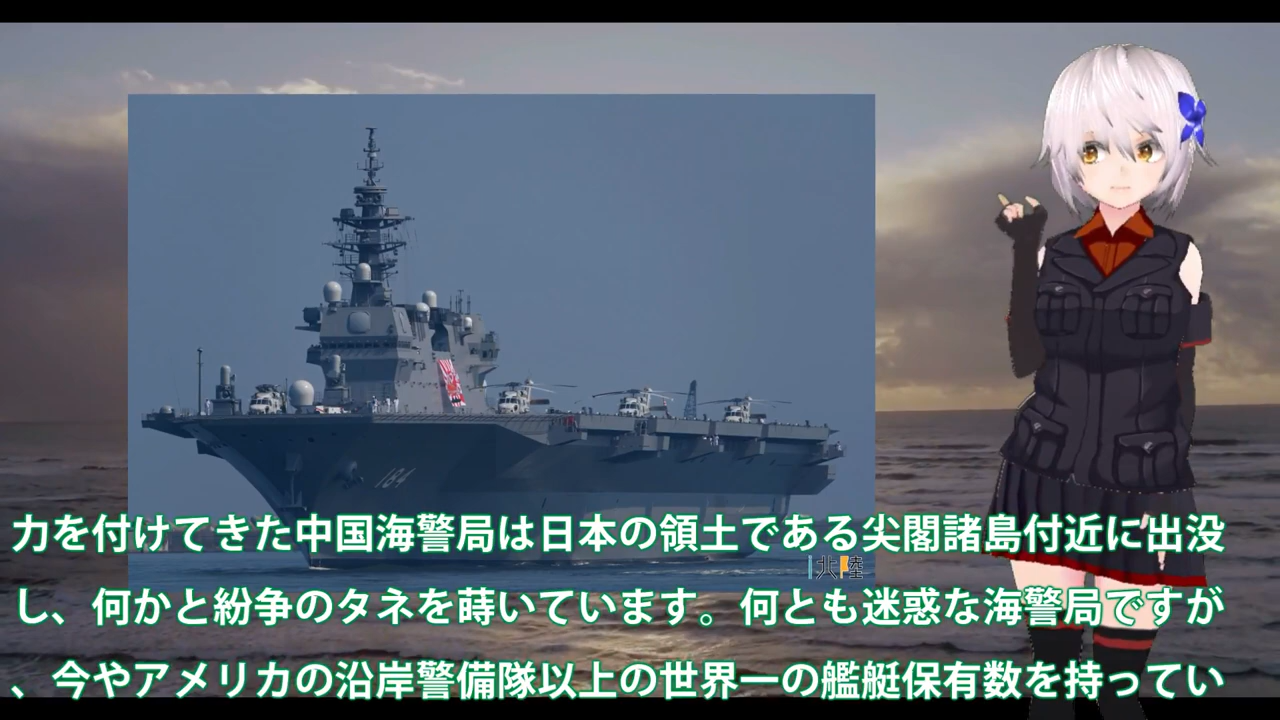 184
北陸
力を付けてきた中国海警局は日本の領土である尖閣諸島付近に出没
し、何かと紛争のタネを蒔いています。何とも迷惑な海警局ですが
、今やアメリカの沿岸警備隊以上の世界一の艦艇保有数を持ってい